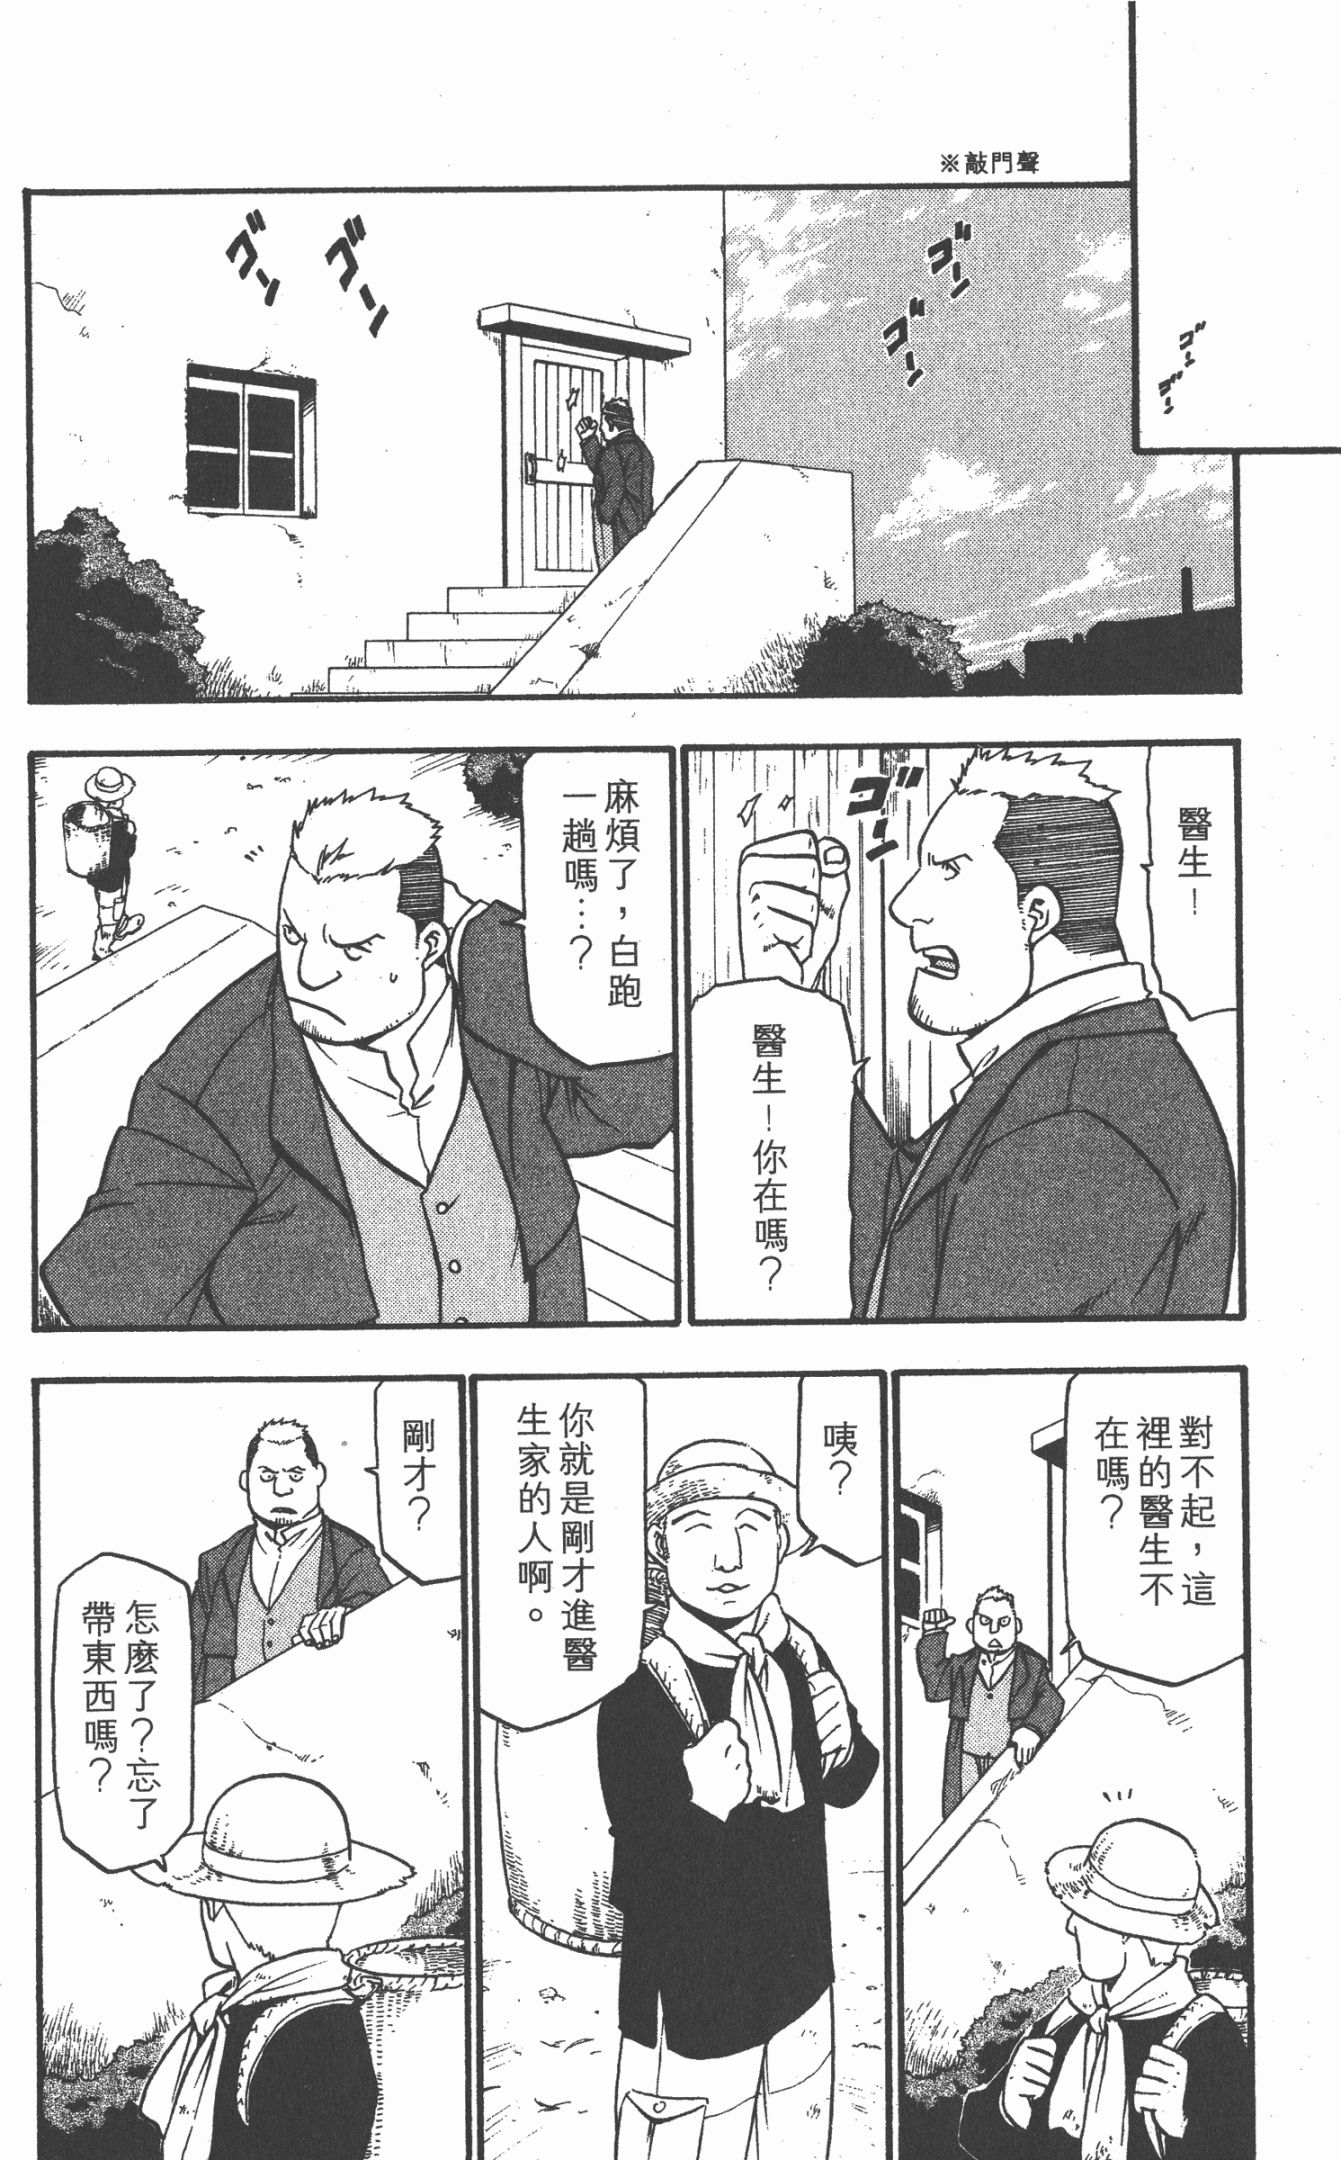 ※敲門聲
ゴーン
ゴーン
ゴーン
ゴーン
ゴーン
ゴーン
醫生！
ゴーン
醫生！你在嗎？
麻煩了，白跑
一趟嗎…？
對不起，這
裡的醫生不
在嗎？
咦？
你就是剛才進醫
生家的人啊。
剛才？
怎麼了？忘了
帶東西嗎？